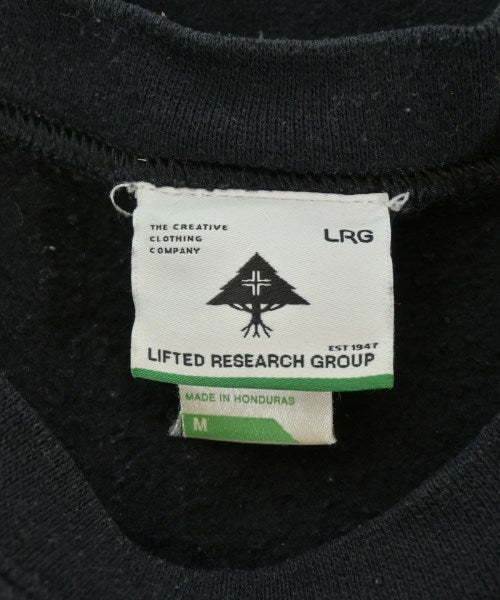 THE CREATIVE
CLOTHING
COMPANY
LRG
EST 1947
LIFTED RESEARCH GROUP
MADE IN HONDURAS
M